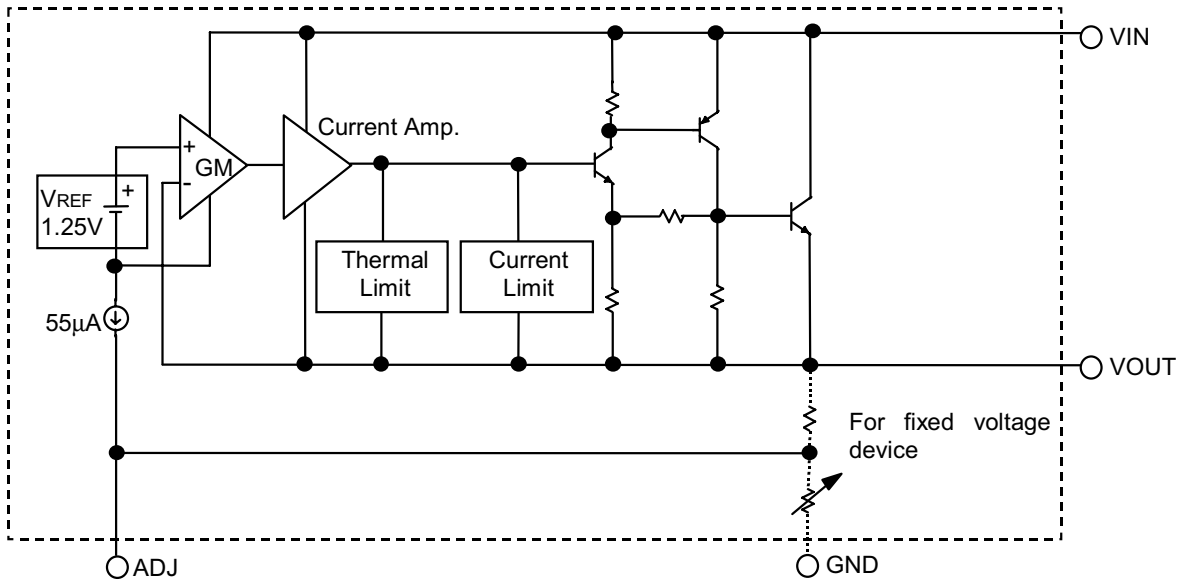 VIN
Current Amp.
+
GM
-
VREF
+
1.25V
Thermal
Limit
Current
Limit
55μA
VOUT
For fixed voltage
device
ADJ
GND